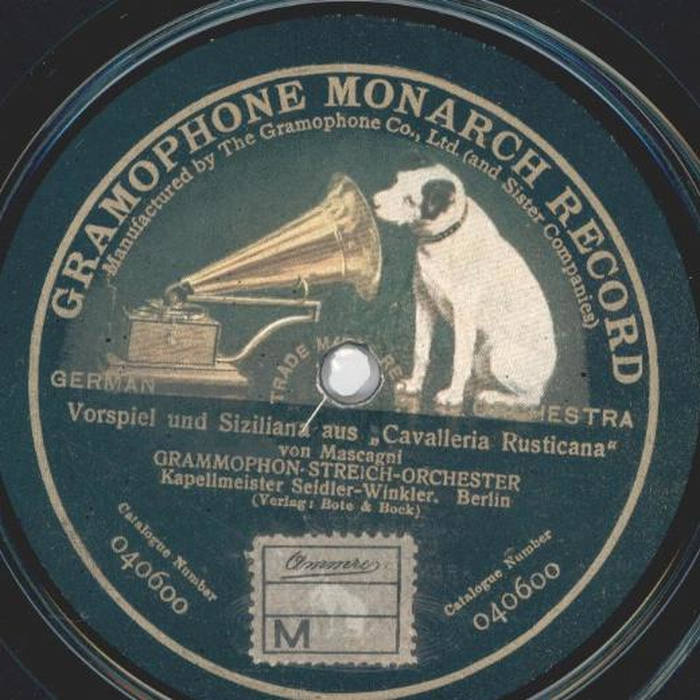 GRAMOPHONE MONARCH RECORD
Manufactured by The Gramophone Co., Ltd. (and Sister Companies)
TRADE MARK
GERMAN
Vorspiel und Siziliana aus „Cavalleria Rusticana“
von Mascagni
GRAMMOPHON-STREICH-ORCHESTER
Kapellmeister Seidler-Winkler. Berlin
(Verlag: Bote & Bock)
Catalogue Number
040600
Catalogue Number
040600
M